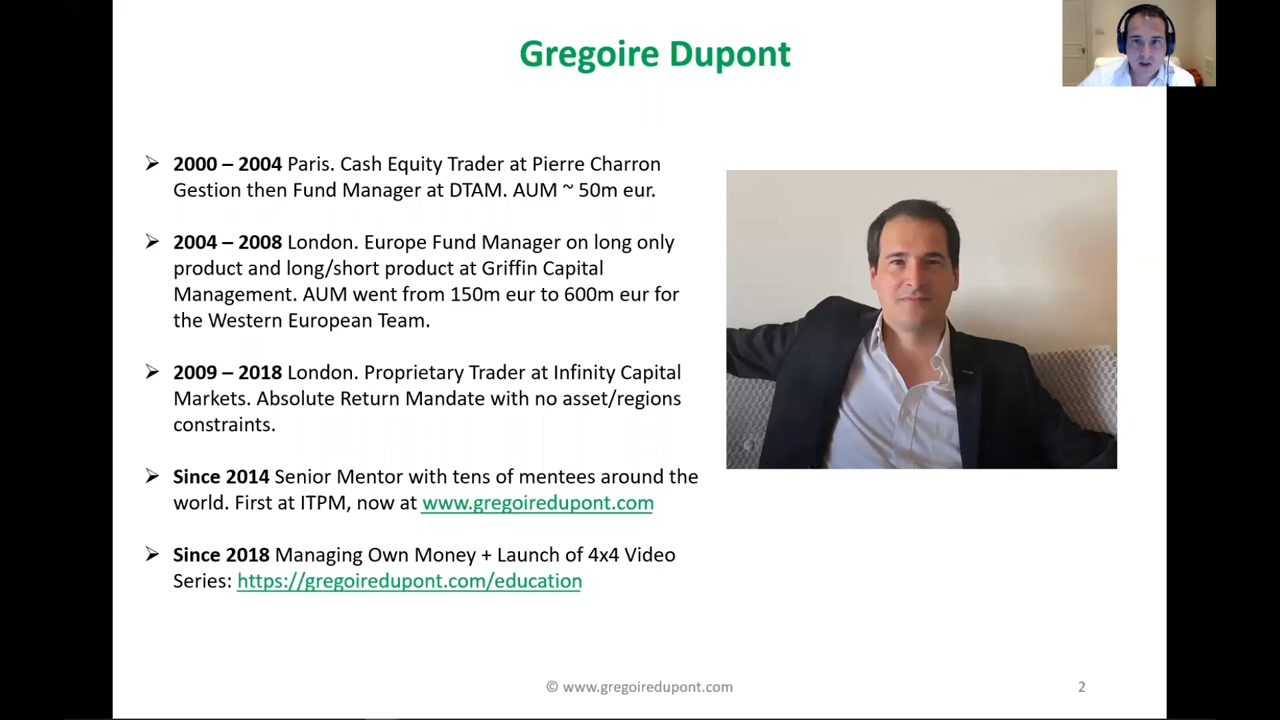 Gregoire Dupont
➢ 2000 – 2004 Paris. Cash Equity Trader at Pierre Charron
Gestion then Fund Manager at DTAM. AUM ~ 50m eur.
➢ 2004 – 2008 London. Europe Fund Manager on long only
product and long/short product at Griffin Capital
Management. AUM went from 150m eur to 600m eur for
the Western European Team.
➢ 2009 – 2018 London. Proprietary Trader at Infinity Capital
Markets. Absolute Return Mandate with no asset/regions
constraints.
➢ Since 2014 Senior Mentor with tens of mentees around the
world. First at ITPM, now at www.gregoiredupont.com
➢ Since 2018 Managing Own Money + Launch of 4x4 Video
Series: https://gregoiredupont.com/education
© www.gregoiredupont.com
2